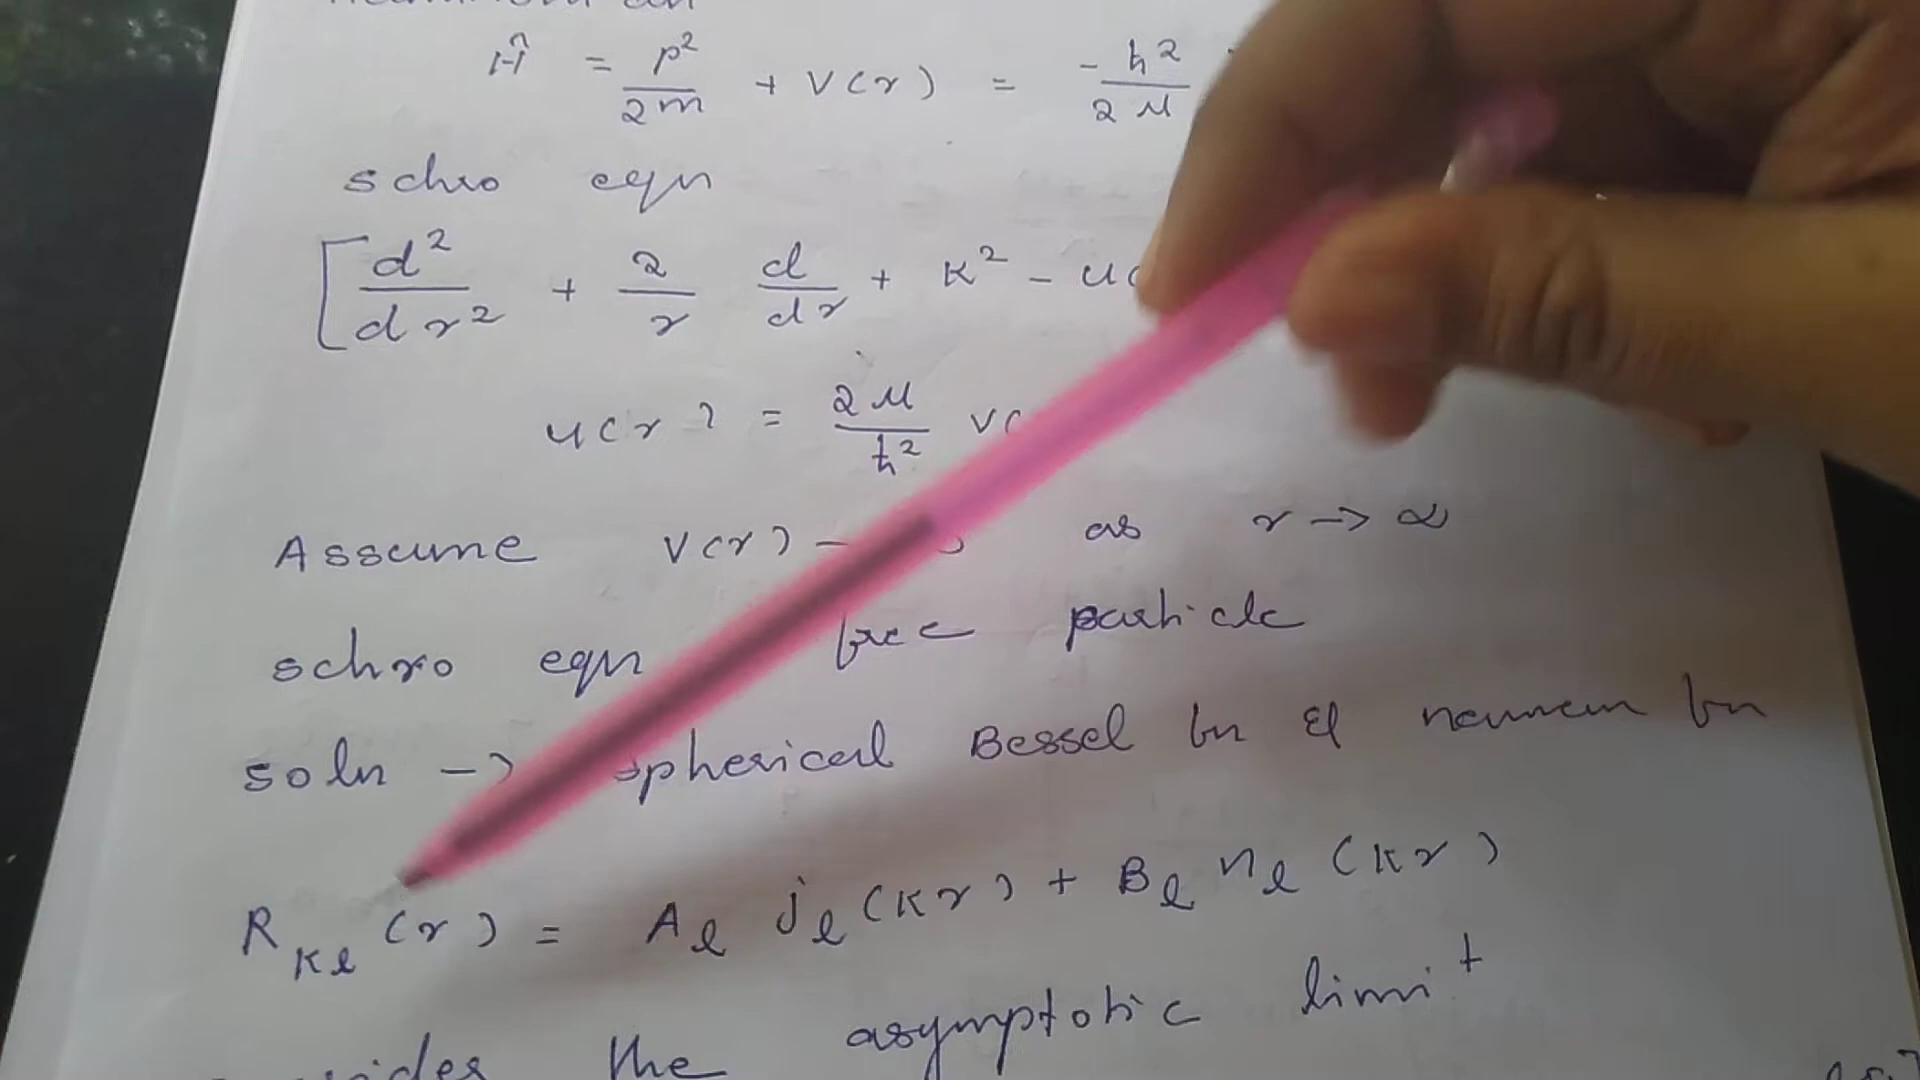 Ĥ = p²/2m + V(r) = -ħ²/2μ
schro eqn
[d²/dr² + 2/r d/dr + K² - u(
u(r) = 2μ/ħ² V(
Assume V(r) - as r → ∞
schro eqn free particle
soln → spherical Bessel fn & neumann fn
R_Kl (r) = A_l j_l (Kr) + B_l n_l (Kr)
the asymptotic limit